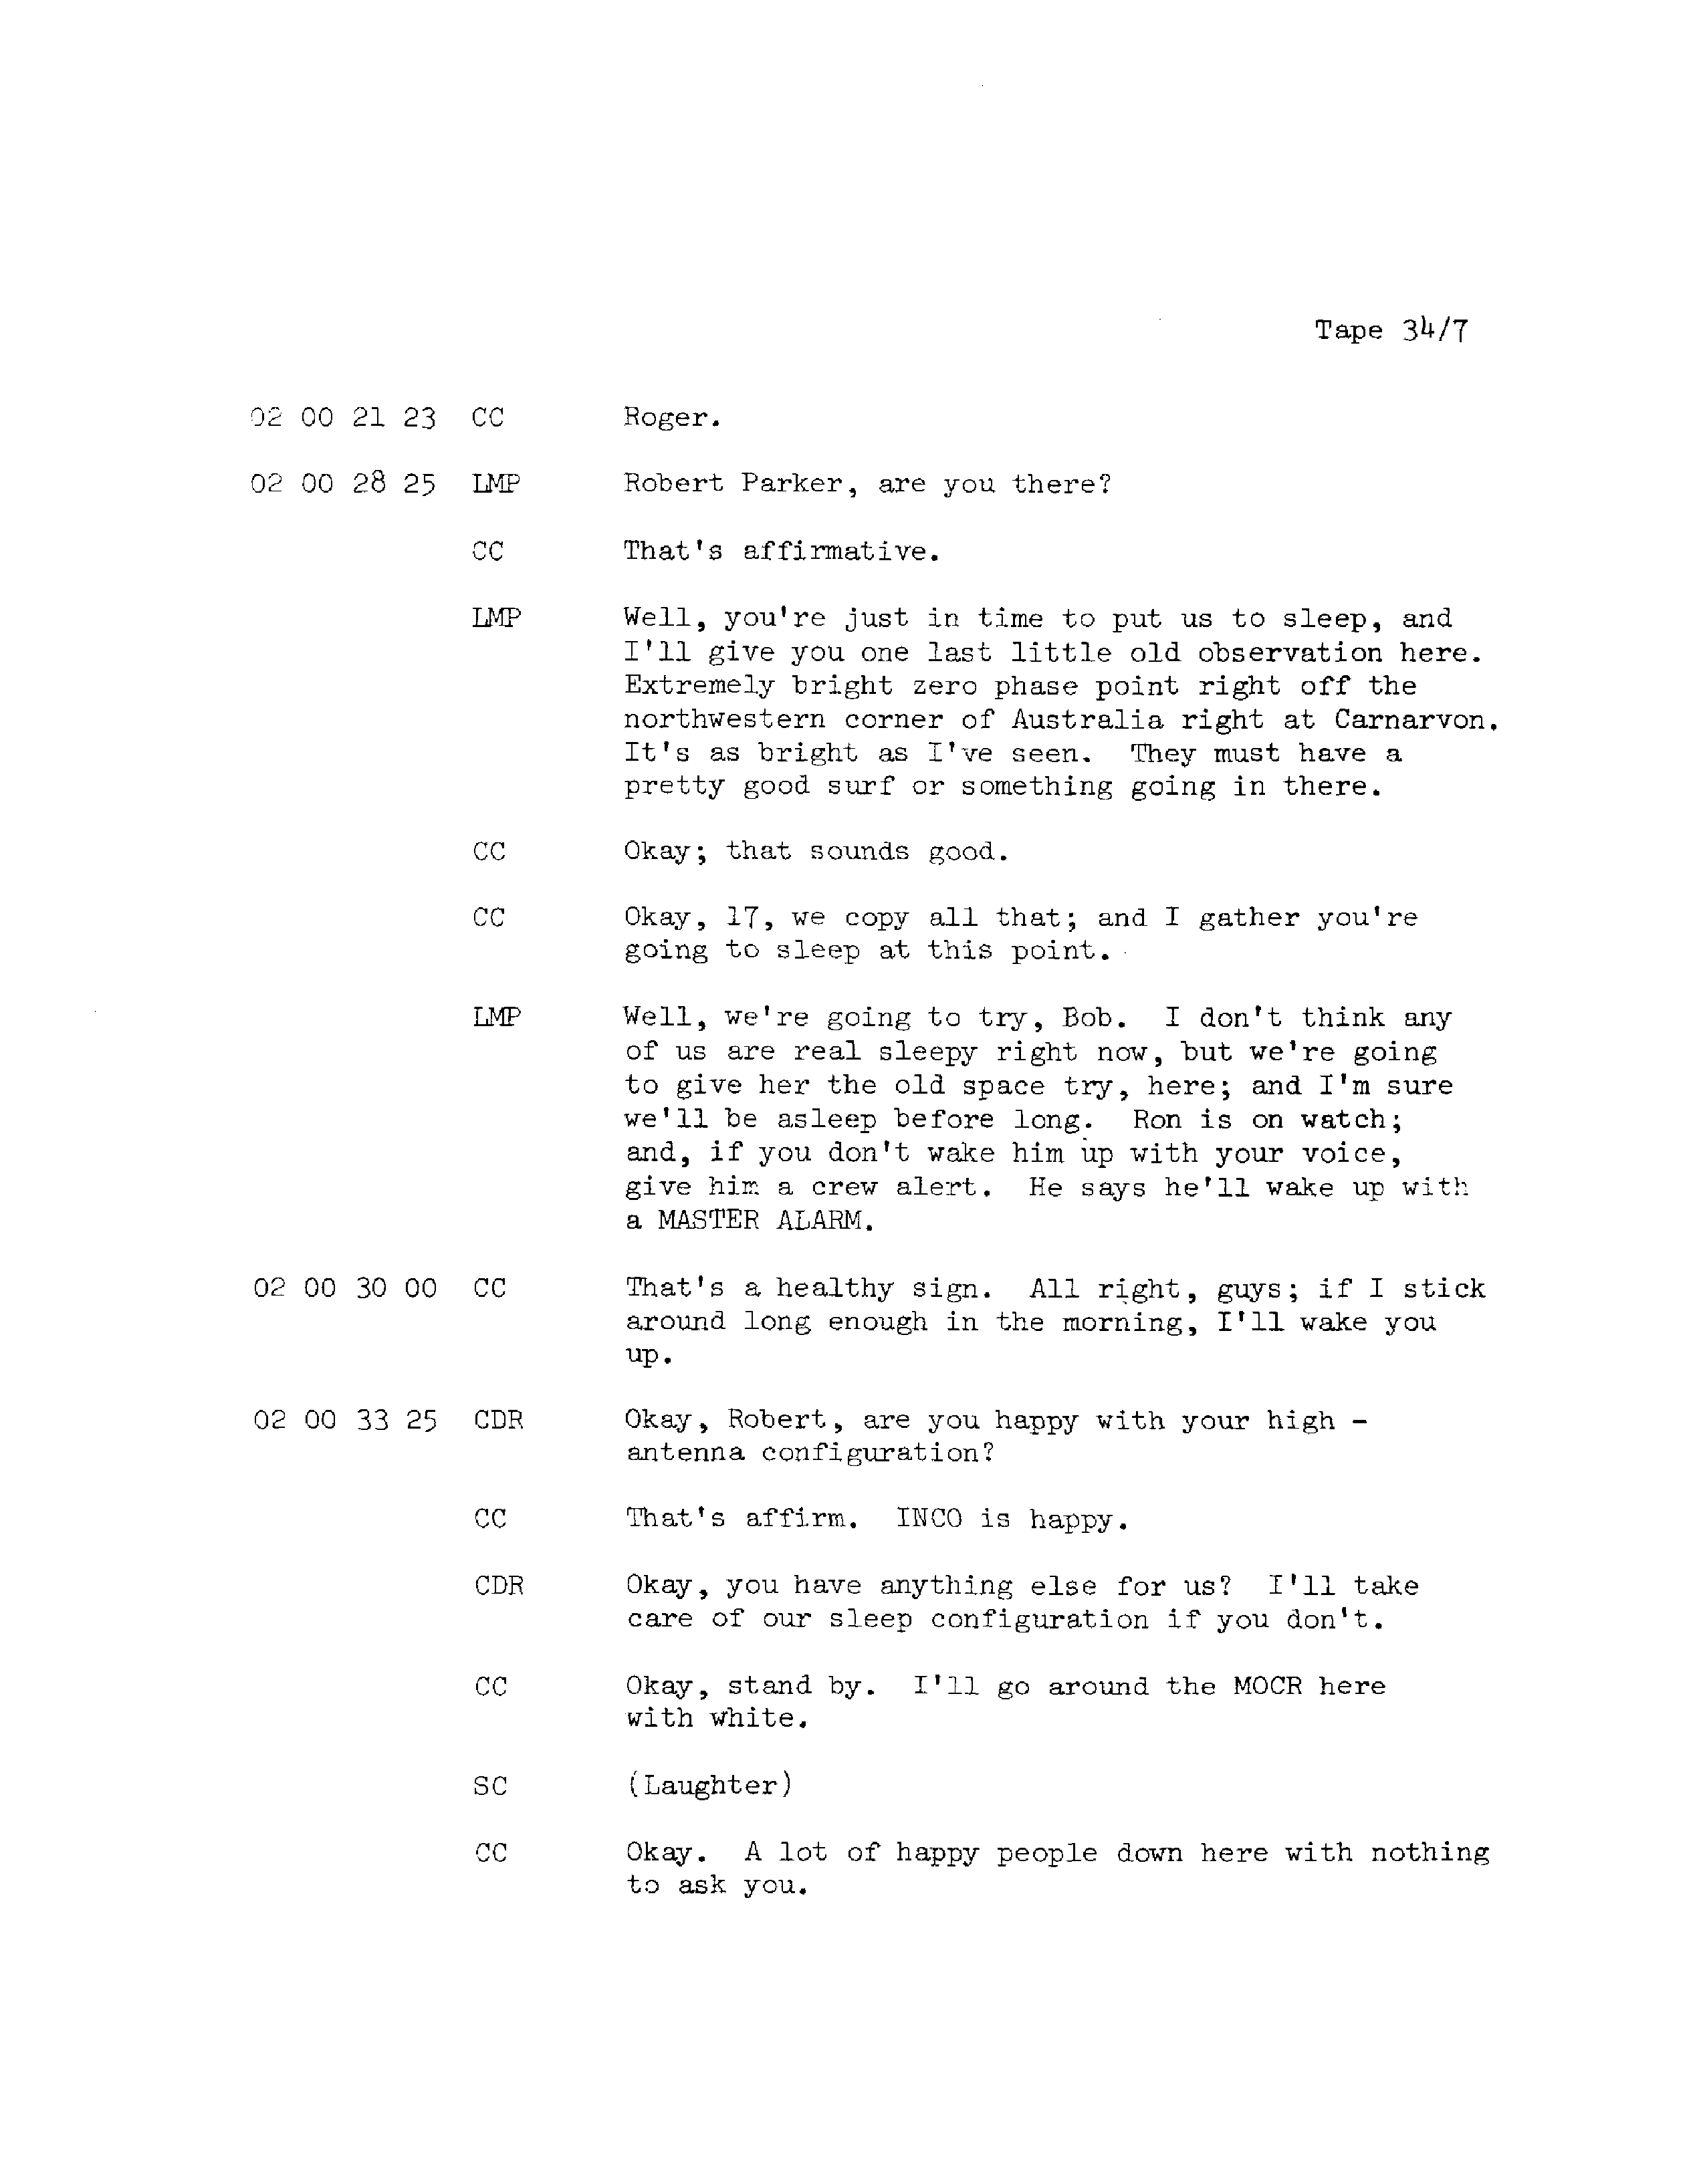 Tape 34/7
02 00 21 23 CC Roger.
02 00 28 25 LMP Robert Parker, are you there?
CC That's affirmative.
LMP Well, you're just in time to put us to sleep, and
I'll give you one last little old observation here.
Extremely bright zero phase point right off the
northwestern corner of Australia right at Carnarvon.
It's as bright as I've seen. They must have a
pretty good surf or something going in there.
CC Okay; that sounds good.
CC Okay, 17, we copy all that; and I gather you're
going to sleep at this point.
LMP Well, we're going to try, Bob. I don't think any
of us are real sleepy right now, but we're going
to give her the old space try, here; and I'm sure
we'll be asleep before long. Ron is on watch;
and, if you don't wake him up with your voice,
give him a crew alert. He says he'll wake up with
a MASTER ALARM.
02 00 30 00 CC That's a healthy sign. All right, guys; if I stick
around long enough in the morning, I'll wake you
up.
02 00 33 25 CDR Okay, Robert, are you happy with your high -
antenna configuration?
CC That's affirm. INCO is happy.
CDR Okay, you have anything else for us? I'll take
care of our sleep configuration if you don't.
CC Okay, stand by. I'll go around the MOCR here
with white.
SC (Laughter)
CC Okay. A lot of happy people down here with nothing
to ask you.